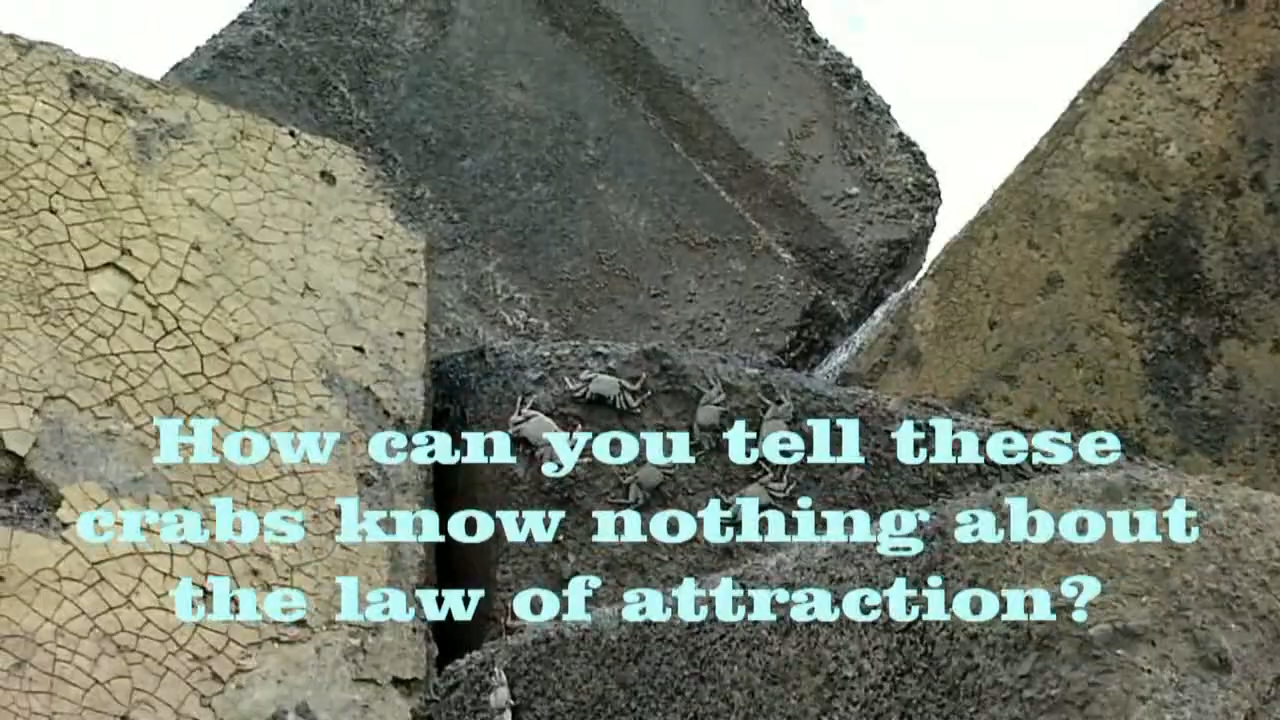 How can you tell these
crabs know nothing about
the law of attraction?